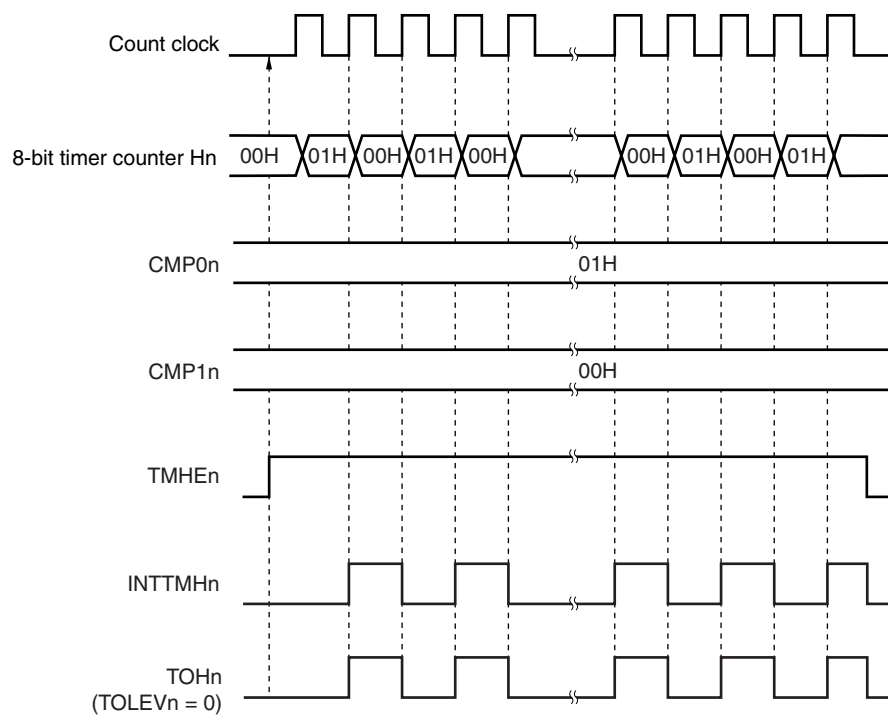 Count clock
8-bit timer counter Hn
00H 01H 00H 01H 00H 00H 01H 00H 01H
CMP0n
01H
CMP1n
00H
TMHEn
INTTMHn
TOHn
(TOLEVn = 0)